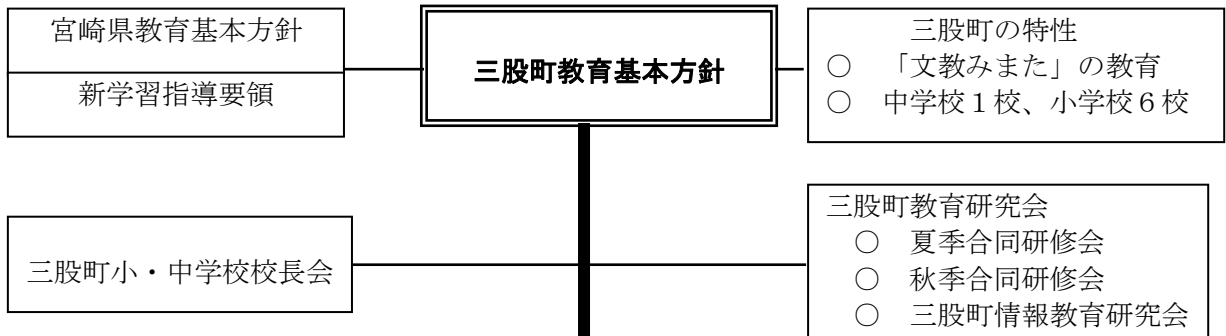 宮崎県教育基本方針
新学習指導要領
三股町教育基本方針
三股町の特性
○　「文教みまた」の教育
○　中学校１校、小学校６校
三股町小・中学校校長会
三股町教育研究会
○　夏季合同研修会
○　秋季合同研修会
○　三股町情報教育研究会